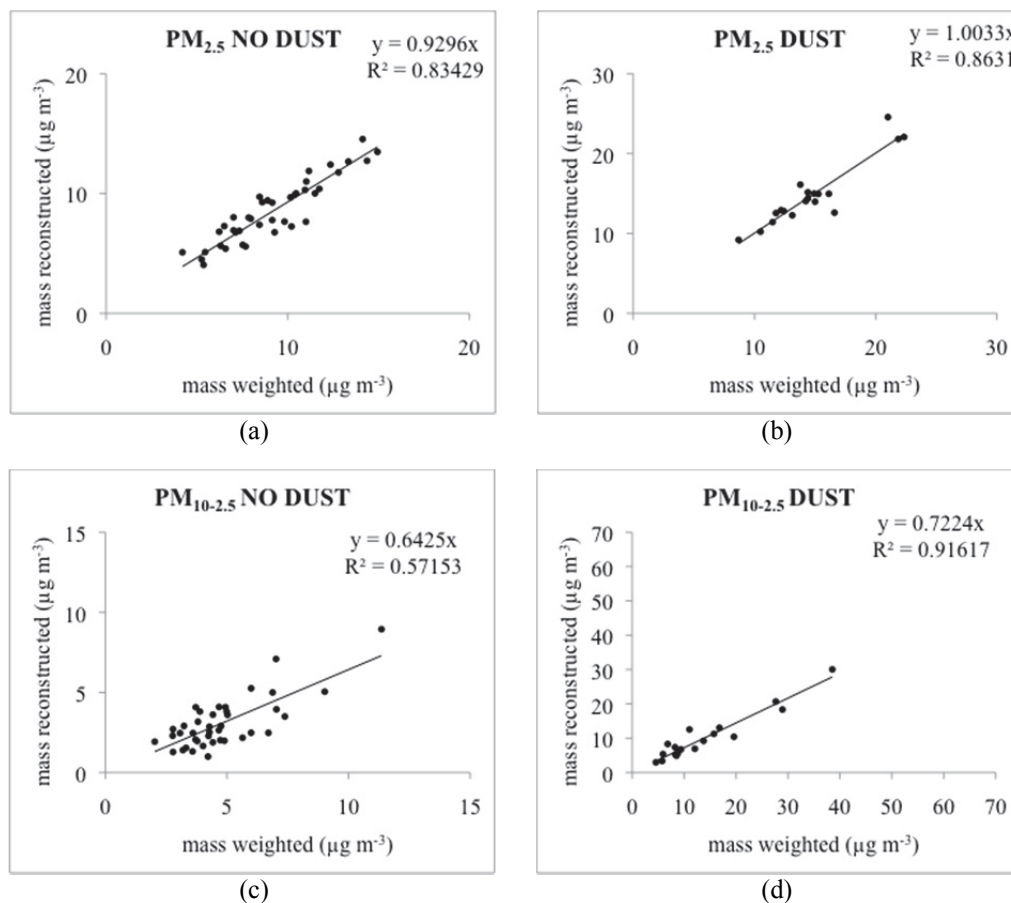 PM2.5 NO DUST
y = 0.9296x
R² = 0.83429
mass reconstructed (µg m-3)
20
10
0
0 10 20
mass weighted (µg m-3)
(a)
PM2.5 DUST
y = 1.0033x
R² = 0.8631
mass reconstructed (µg m-3)
30
20
10
0
0 10 20 30
mass weighted (µg m-3)
(b)
PM10-2.5 NO DUST
y = 0.6425x
R² = 0.57153
mass reconstructed (µg m-3)
15
10
5
0
0 5 10 15
mass weighted (µg m-3)
(c)
PM10-2.5 DUST
y = 0.7224x
R² = 0.91617
mass reconstructed (µg m-3)
70
60
50
40
30
20
10
0
0 10 20 30 40 50 60 70
mass weighted (µg m-3)
(d)